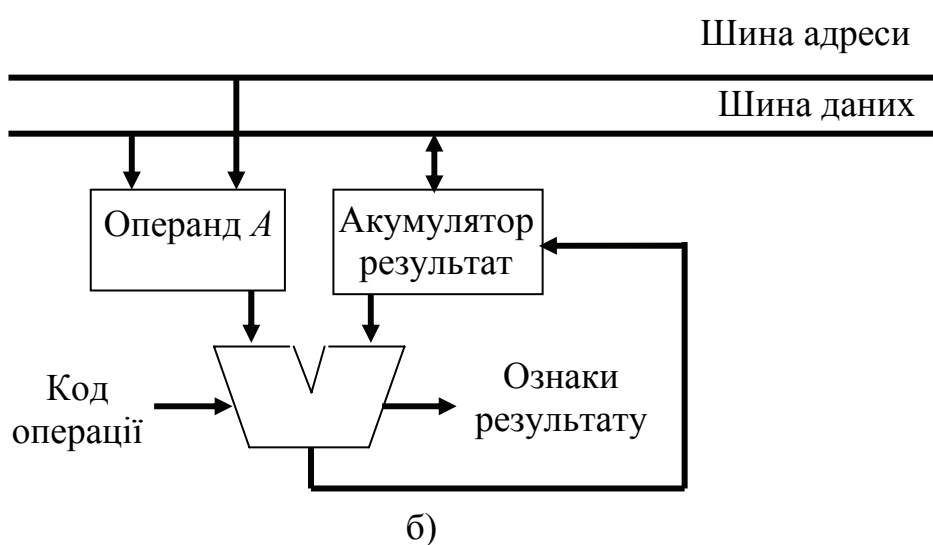 Шина адреси
Шина даних
Операнд A
Акумулятор
результат
Код
операції
Ознаки
результату
б)